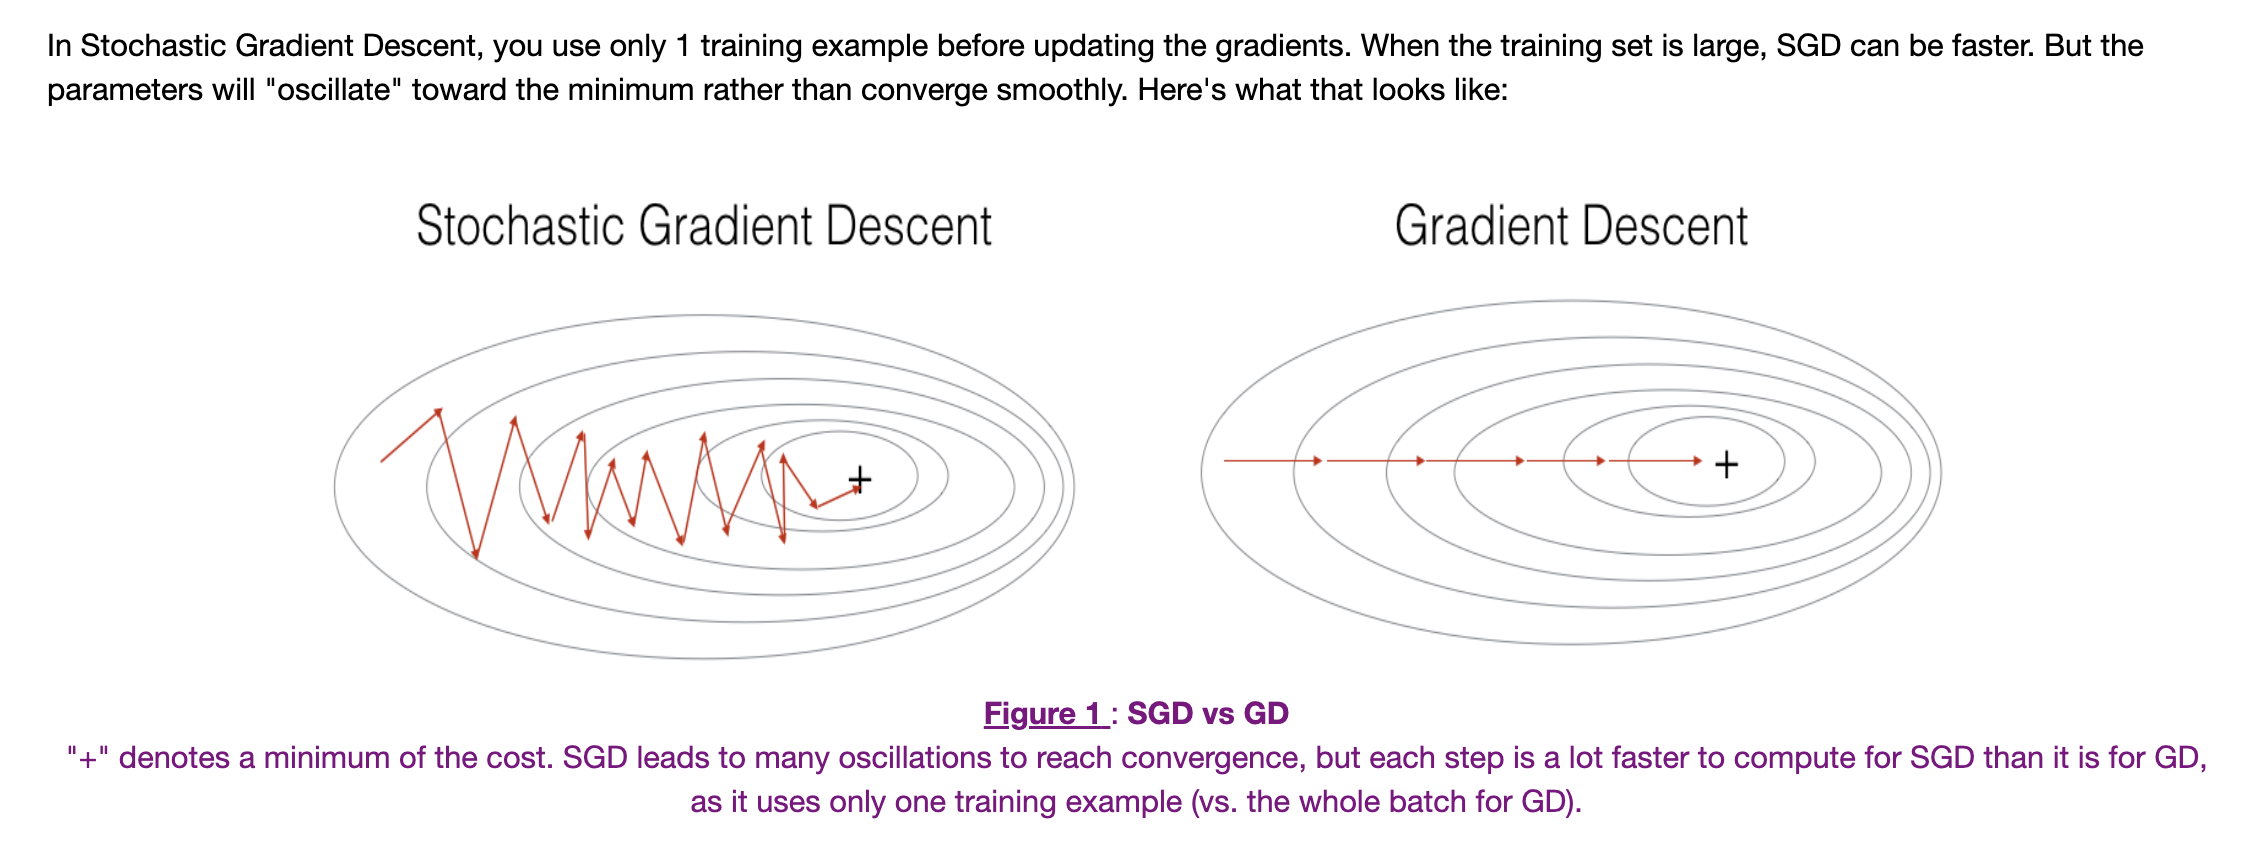 In Stochastic Gradient Descent, you use only 1 training example before updating the gradients. When the training set is large, SGD can be faster. But the
parameters will "oscillate" toward the minimum rather than converge smoothly. Here's what that looks like:
Stochastic Gradient Descent
Gradient Descent
+
+
Figure 1 : SGD vs GD
"+" denotes a minimum of the cost. SGD leads to many oscillations to reach convergence, but each step is a lot faster to compute for SGD than it is for GD,
as it uses only one training example (vs. the whole batch for GD).